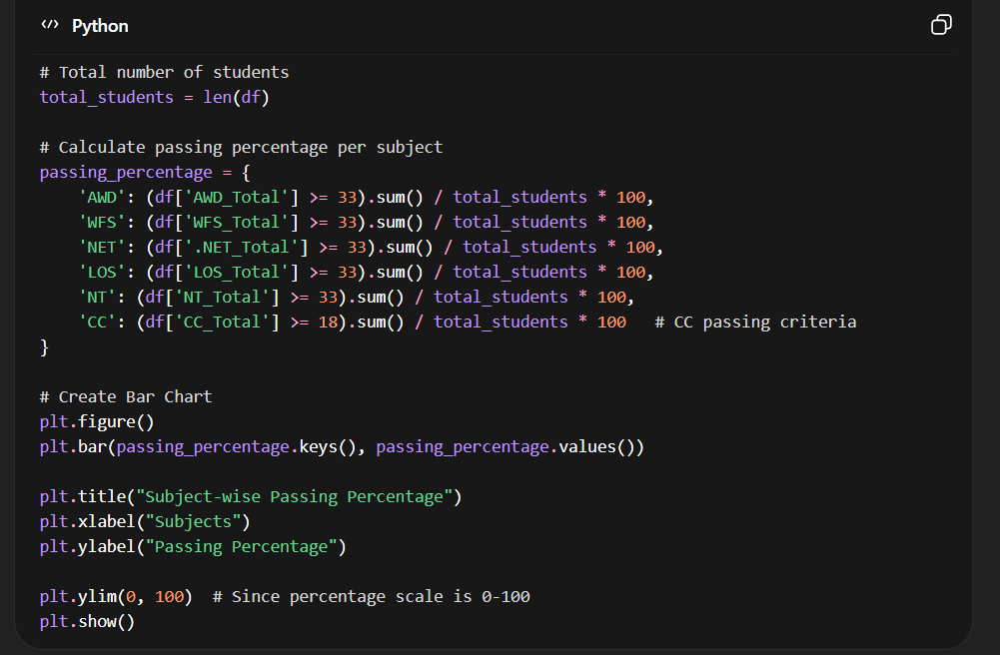 Python
# Total number of students
total_students = len(df)
# Calculate passing percentage per subject
passing_percentage = {
    'AWD': (df['AWD_Total'] >= 33).sum() / total_students * 100,
    'WFS': (df['WFS_Total'] >= 33).sum() / total_students * 100,
    'NET': (df['.NET_Total'] >= 33).sum() / total_students * 100,
    'LOS': (df['LOS_Total'] >= 33).sum() / total_students * 100,
    'NT': (df['NT_Total'] >= 33).sum() / total_students * 100,
    'CC': (df['CC_Total'] >= 18).sum() / total_students * 100   # CC passing criteria
}
# Create Bar Chart
plt.figure()
plt.bar(passing_percentage.keys(), passing_percentage.values())
plt.title("Subject-wise Passing Percentage")
plt.xlabel("Subjects")
plt.ylabel("Passing Percentage")
plt.ylim(0, 100)  # Since percentage scale is 0-100
plt.show()